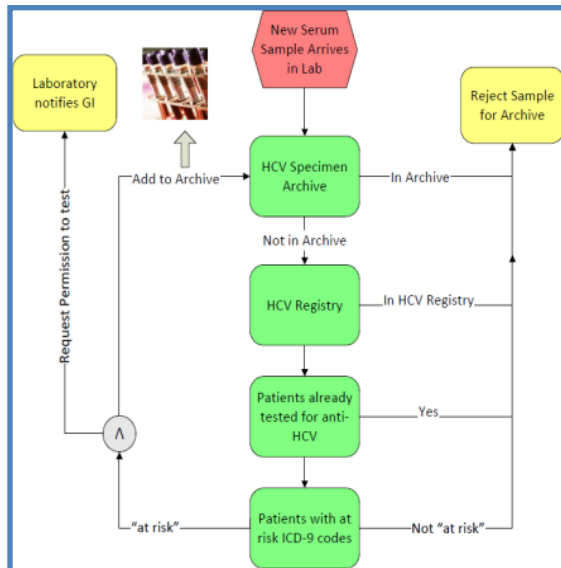 New Serum
Sample Arrives
in Lab
Laboratory
notifies GI
Reject Sample
for Archive
HCV Specimen
Archive
Add to Archive
In Archive
Not in Archive
Request Permission to test
HCV Registry
In HCV Registry
Patients already
tested for anti-
HCV
Yes
Λ
"at risk"
Patients with at
risk ICD-9 codes
Not "at risk"